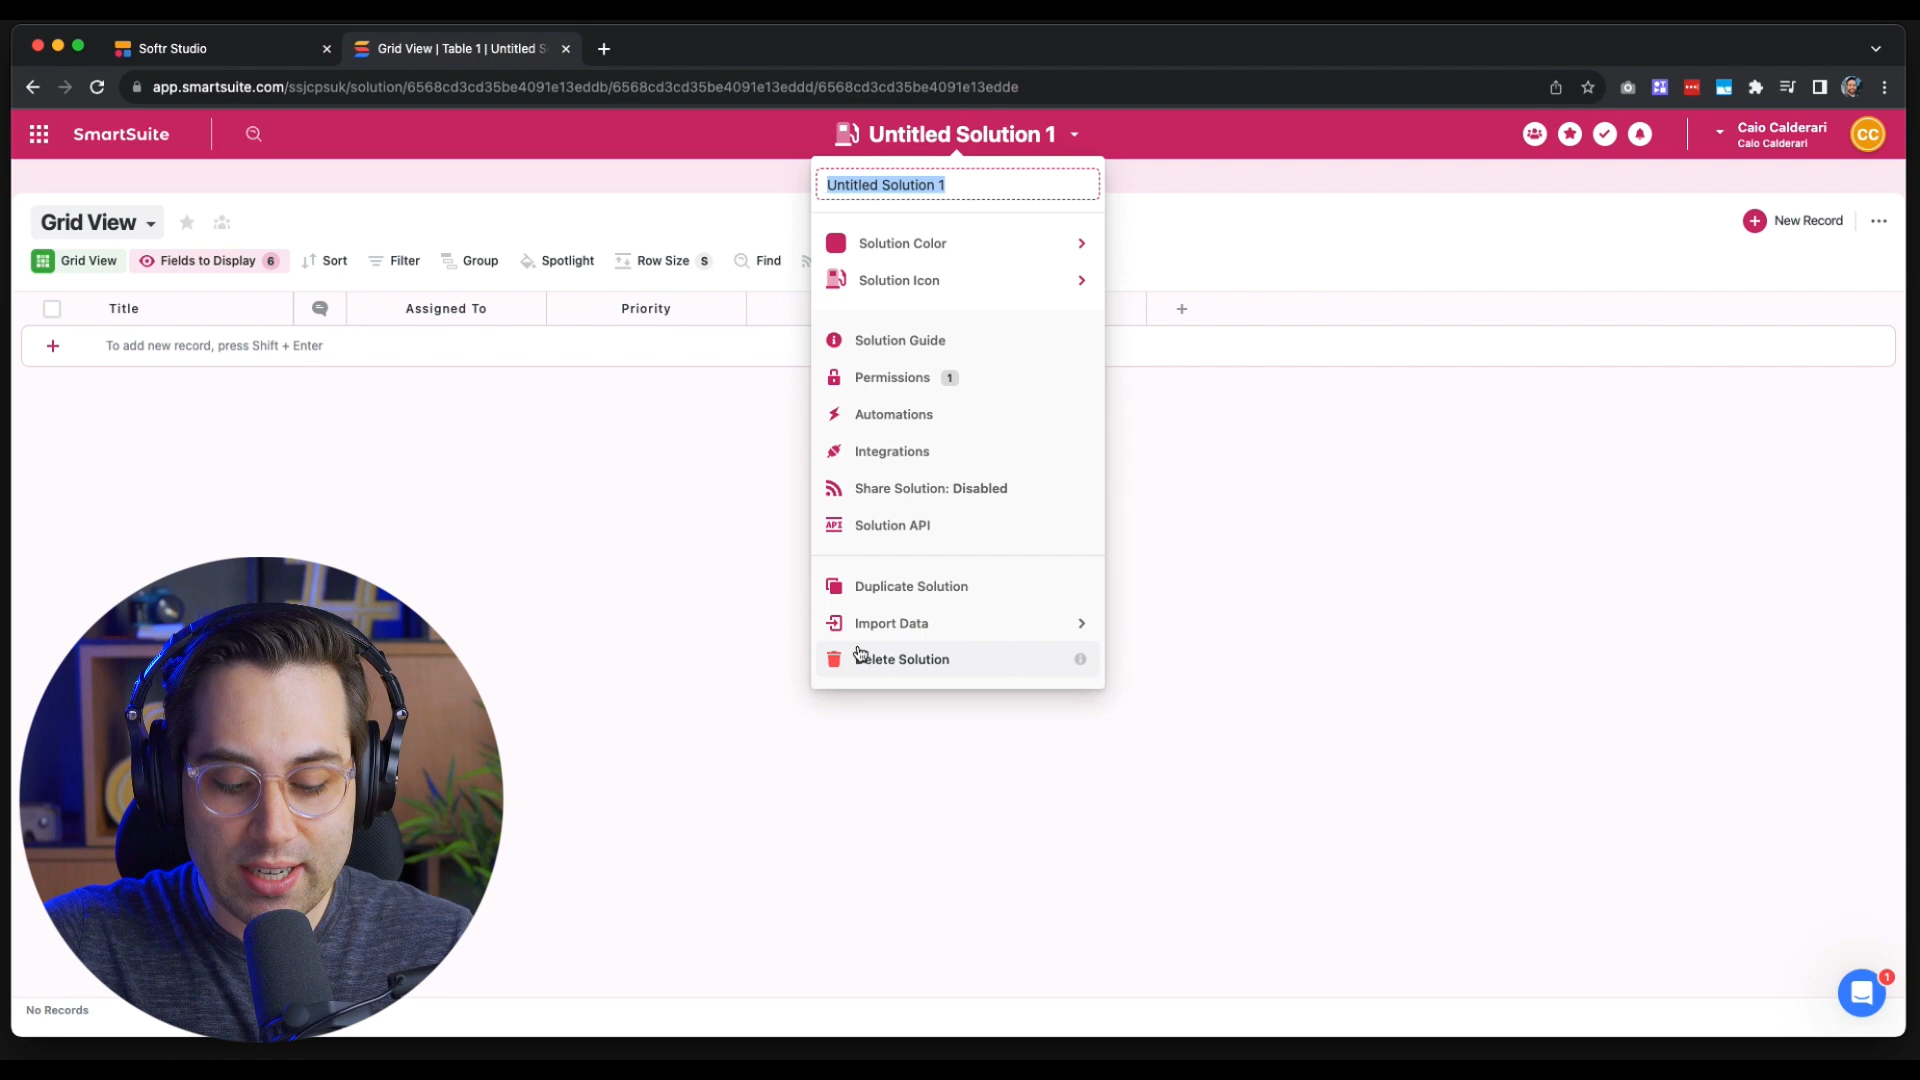 Softr Studio
Grid View | Table 1 | Untitled S
app.smartsuite.com/ssjcpsuk/solution/6568cd3cd35be4091e13eddb/6568cd3cd35be4091e13eddd/6568cd3cd35be4091e13edde
SmartSuite
Untitled Solution 1
Caio Calderari
Caio Calderari
CC
Untitled Solution 1
Grid View
New Record
Grid View
Fields to Display 6
Sort
Filter
Group
Spotlight
Row Size S
Find
Title
Assigned To
Priority
To add new record, press Shift + Enter
Solution Color
Solution Icon
Solution Guide
Permissions 1
Automations
Integrations
Share Solution: Disabled
API Solution API
Duplicate Solution
Import Data
elete Solution
No Records
1